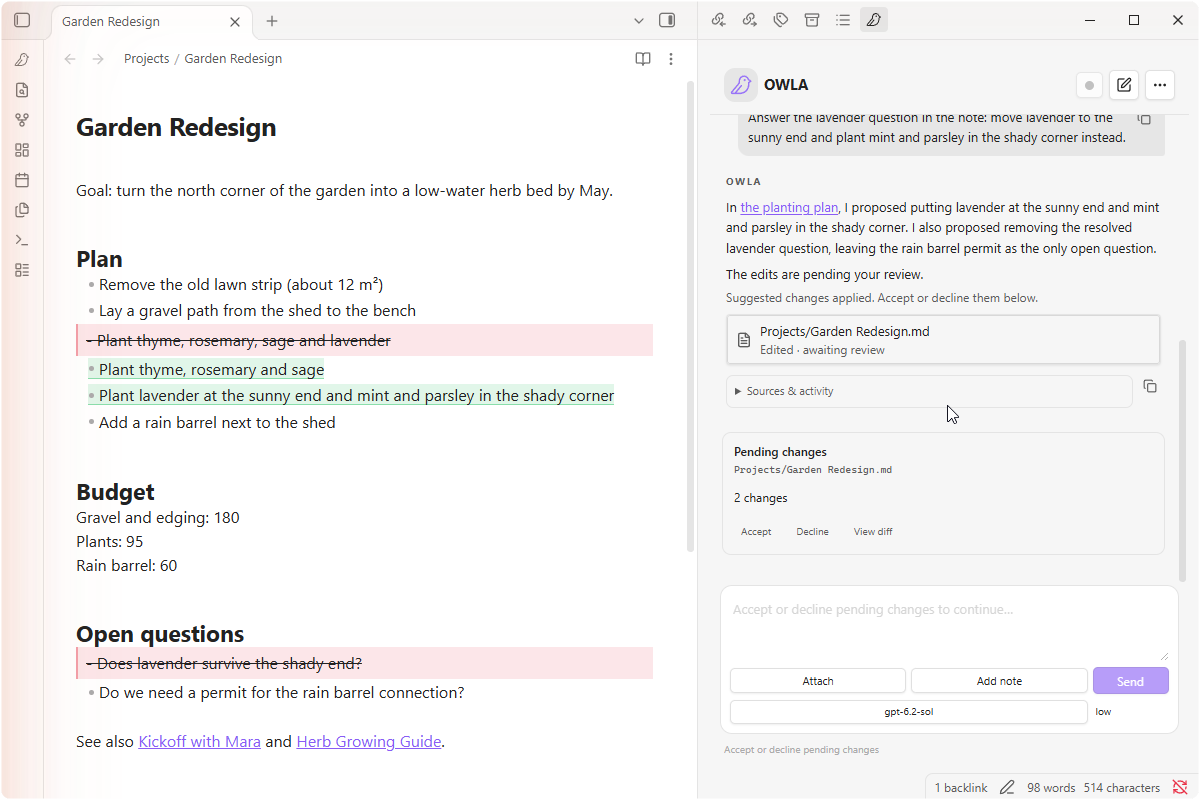 Garden Redesign
Projects / Garden Redesign
Garden Redesign
Goal: turn the north corner of the garden into a low-water herb bed by May.
Plan
Remove the old lawn strip (about 12 m²)
Lay a gravel path from the shed to the bench
- Plant thyme, rosemary, sage and lavender
Plant thyme, rosemary and sage
Plant lavender at the sunny end and mint and parsley in the shady corner
Add a rain barrel next to the shed
Budget
Gravel and edging: 180
Plants: 95
Rain barrel: 60
Open questions
- Does lavender survive the shady end?
Do we need a permit for the rain barrel connection?
See also Kickoff with Mara and Herb Growing Guide.
OWLA
Answer the lavender question in the note: move lavender to the
sunny end and plant mint and parsley in the shady corner instead.
OWLA
In the planting plan, I proposed putting lavender at the sunny end and mint
and parsley in the shady corner. I also proposed removing the resolved
lavender question, leaving the rain barrel permit as the only open question.
The edits are pending your review.
Suggested changes applied. Accept or decline them below.
Projects/Garden Redesign.md
Edited · awaiting review
Sources & activity
Pending changes
Projects/Garden Redesign.md
2 changes
Accept Decline View diff
Accept or decline pending changes to continue...
Attach Add note Send
gpt-6.2-sol low
Accept or decline pending changes
1 backlink 98 words 514 characters